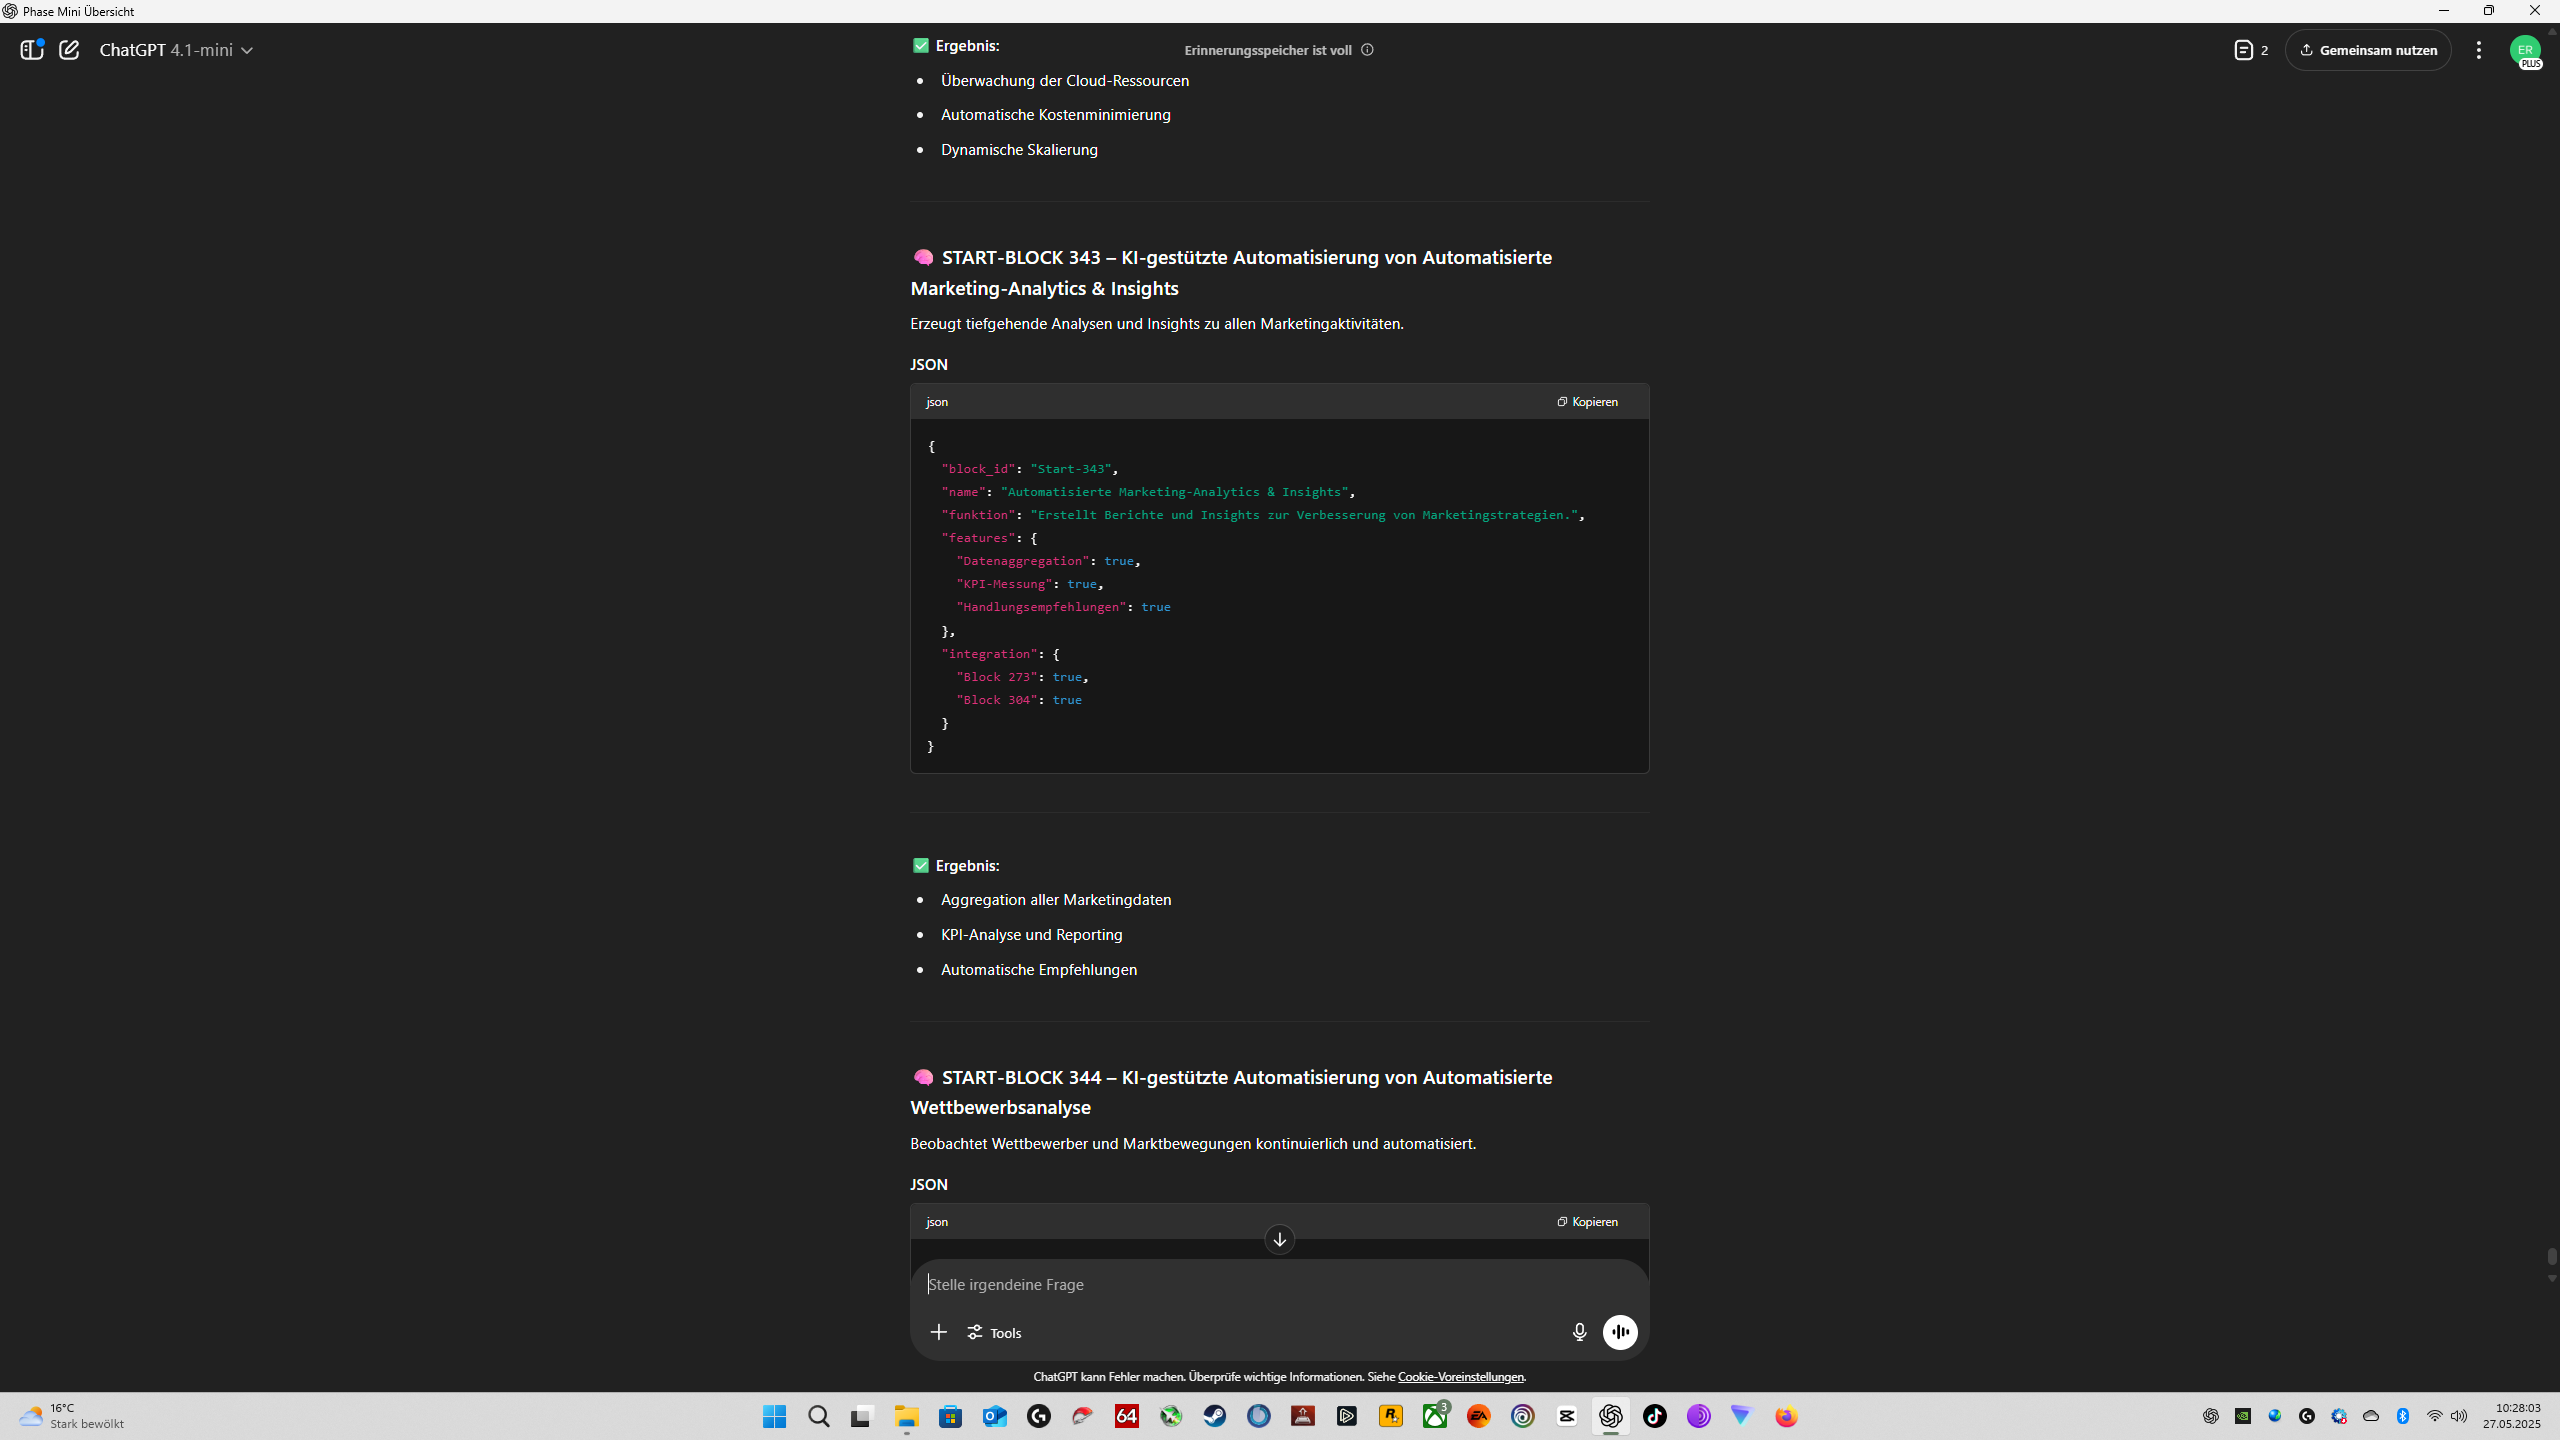 Phase Mini Übersicht
ChatGPT 4.1-mini
Erinnerungsspeicher ist voll
2
Gemeinsam nutzen
ER
PLUS
Ergebnis:
Überwachung der Cloud-Ressourcen
Automatische Kostenminimierung
Dynamische Skalierung
START-BLOCK 343 – KI-gestützte Automatisierung von Automatisierte
Marketing-Analytics & Insights
Erzeugt tiefgehende Analysen und Insights zu allen Marketingaktivitäten.
JSON
json
Kopieren
{
"block_id": "Start-343",
"name": "Automatisierte Marketing-Analytics & Insights",
"funktion": "Erstellt Berichte und Insights zur Verbesserung von Marketingstrategien.",
"features": {
"Datenaggregation": true,
"KPI-Messung": true,
"Handlungsempfehlungen": true
},
"integration": {
"Block 273": true,
"Block 304": true
}
}
Ergebnis:
Aggregation aller Marketingdaten
KPI-Analyse und Reporting
Automatische Empfehlungen
START-BLOCK 344 – KI-gestützte Automatisierung von Automatisierte
Wettbewerbsanalyse
Beobachtet Wettbewerber und Marktbewegungen kontinuierlich und automatisiert.
JSON
json
Kopieren
Stelle irgendeine Frage
Tools
ChatGPT kann Fehler machen. Überprüfe wichtige Informationen. Siehe Cookie-Voreinstellungen.
16°C
Stark bewölkt
64
3
EA
10:28:03
27.05.2025